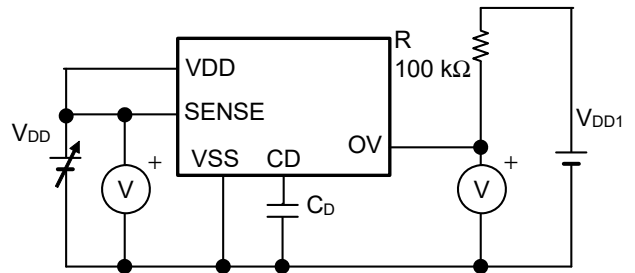 R
100 kΩ
VDD
SENSE
OV
VSS CD
VDD
VDD1
+
V
+
V
CD